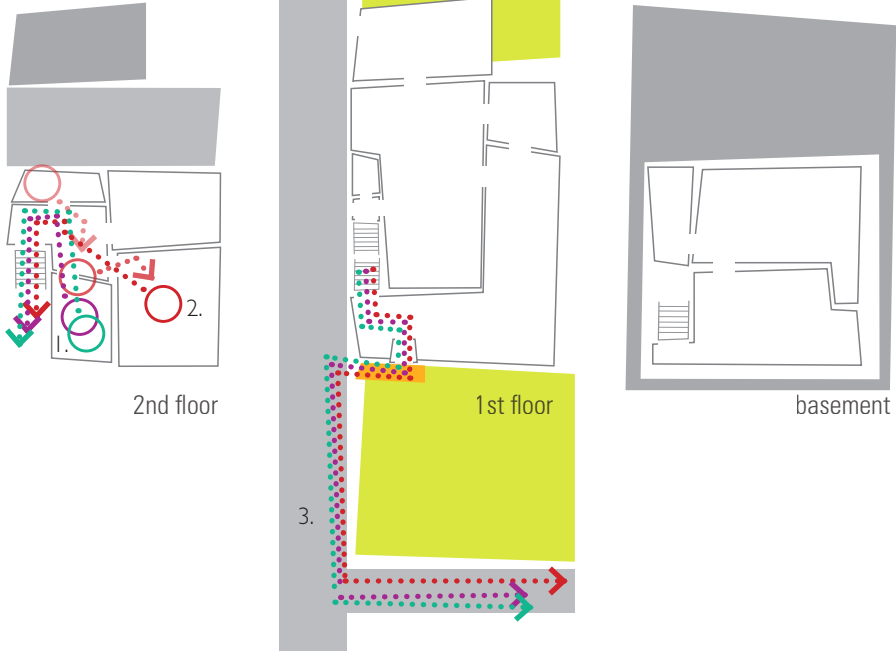 2.
1.
2nd floor
1st floor
basement
3.